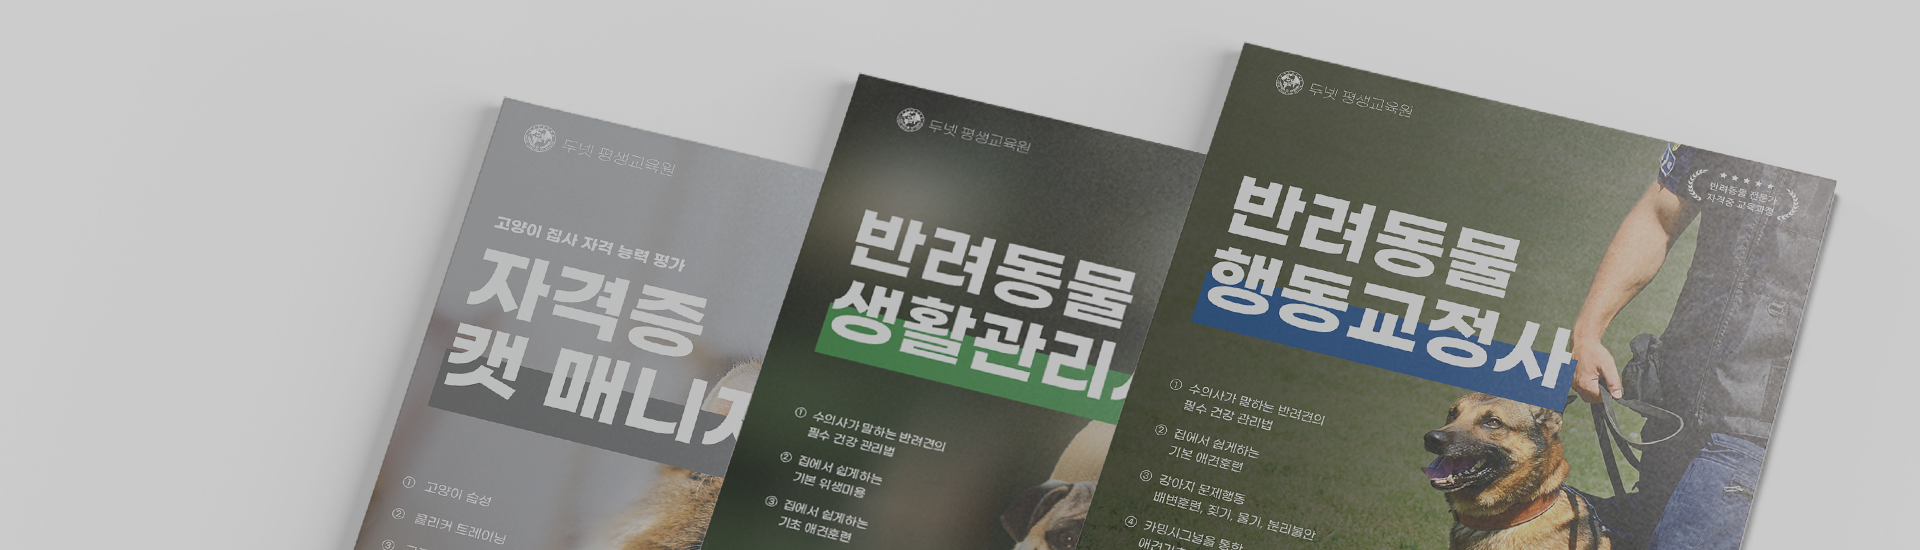 두넷 평생교육원
고양이 집사 자격 능력 평가
자격증
캣 매니저
① 고양이 습성
② 클리커 트레이닝
③
두넷 평생교육원
반려동물
생활관리
① 수의사가 말하는 반려견의
필수 건강 관리법
② 집에서 쉽게하는
기본 위생미용
③ 집에서 쉽게하는
기초 애견훈련
두넷 평생교육원
반려동물 전문가
자격증 교육과정
반려동물
행동교정사
① 수의사가 말하는 반려견의
필수 건강 관리법
② 집에서 쉽게하는
기본 애견훈련
③ 강아지 문제행동
배변훈련, 짖기, 물기, 분리불안
④ 카밍시그널을 통한